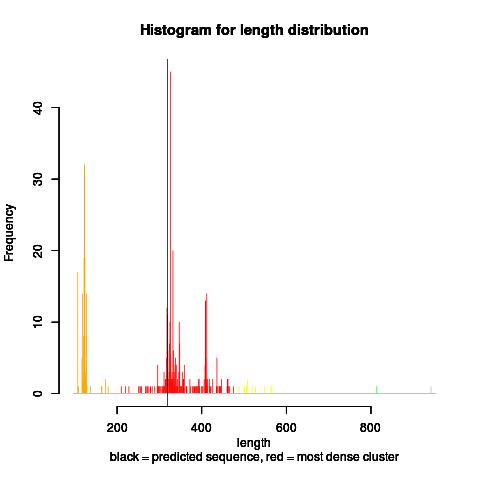 Histogram for length distribution
Frequency
40
30
20
10
0
200 400 600 800
length
black = predicted sequence, red = most dense cluster